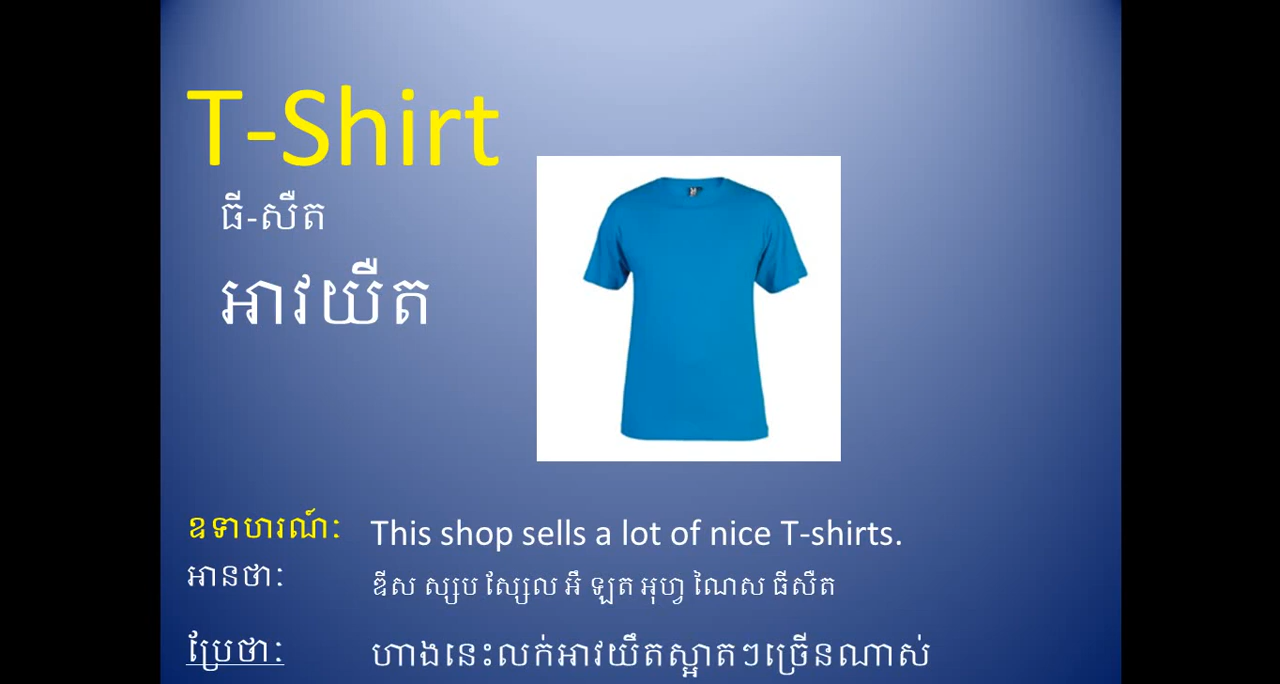 T-Shirt
ធី-សឺត
អាវយឺត
ឧទាហរណ៍ៈ This shop sells a lot of nice T-shirts.
អានថាៈ ឌីស ស្សប ស្សែល អឺ ឡត អុហ្វ ណៃស ធីសឺត
ប្រែថាៈ ហាងនេះលក់អាវយឺតស្អាតៗច្រើនណាស់